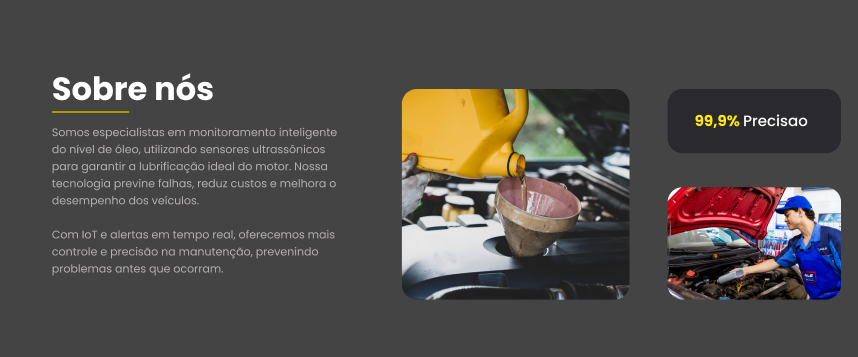 Sobre nós
Somos especialistas em monitoramento inteligente
do nível de óleo, utilizando sensores ultrassônicos
para garantir a lubrificação ideal do motor. Nossa
tecnologia previne falhas, reduz custos e melhora o
desempenho dos veículos.
Com IoT e alertas em tempo real, oferecemos mais
controle e precisão na manutenção, prevenindo
problemas antes que ocorram.
99,9% Precisao